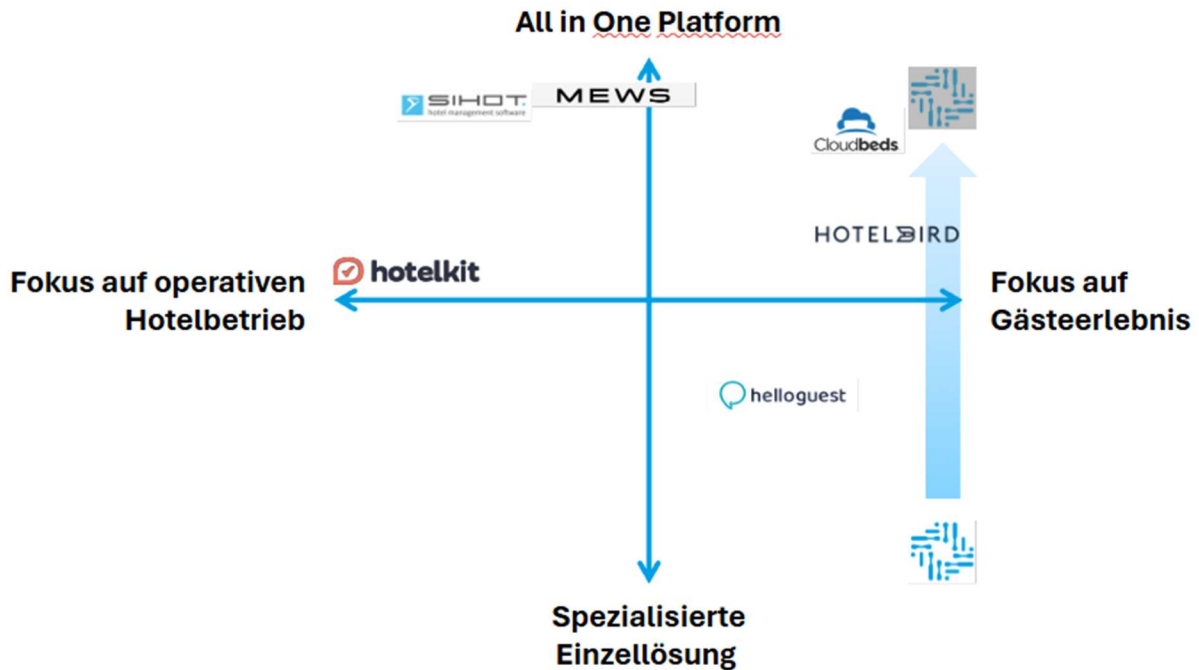 All in One Platform
SIHOT.
hotel management software
MEWS
Cloudbeds
HOTELBIRD
hotelkit
Fokus auf operativen
Hotelbetrieb
Fokus auf
Gästeerlebnis
helloguest
Spezialisierte
Einzellösung